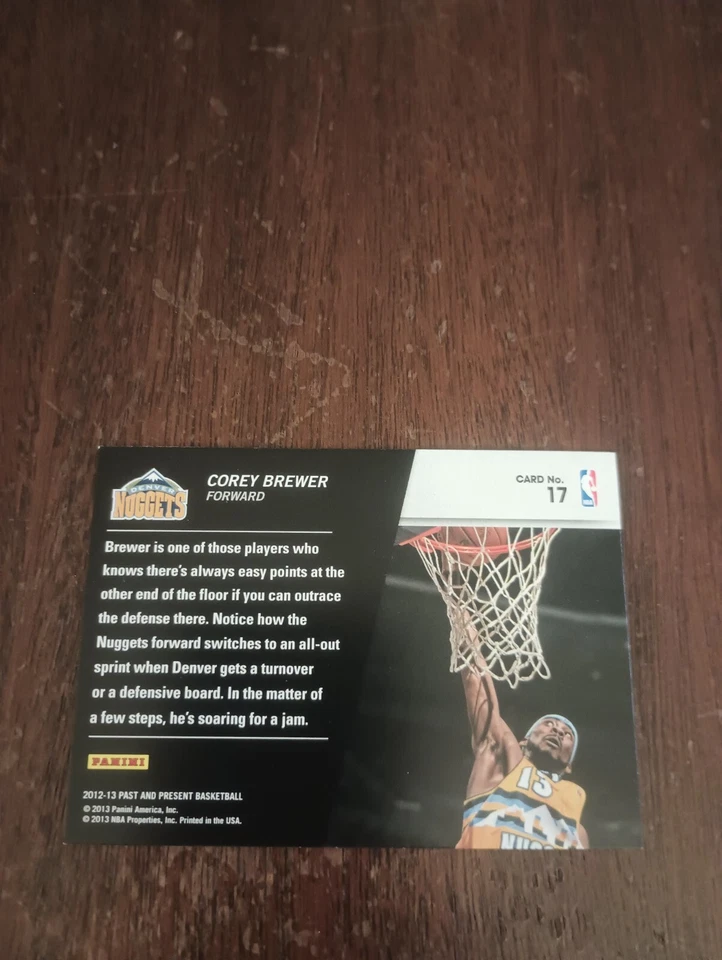 DENVER
NUGGETS
COREY BREWER
FORWARD
CARD No.
17
Brewer is one of those players who
knows there's always easy points at the
other end of the floor if you can outrace
the defense there. Notice how the
Nuggets forward switches to an all-out
sprint when Denver gets a turnover
or a defensive board. In the matter of
a few steps, he's soaring for a jam.
13
NUGG
PANINI
2012-13 PAST AND PRESENT BASKETBALL
© 2013 Panini America, Inc.
© 2013 NBA Properties, Inc. Printed in the USA.